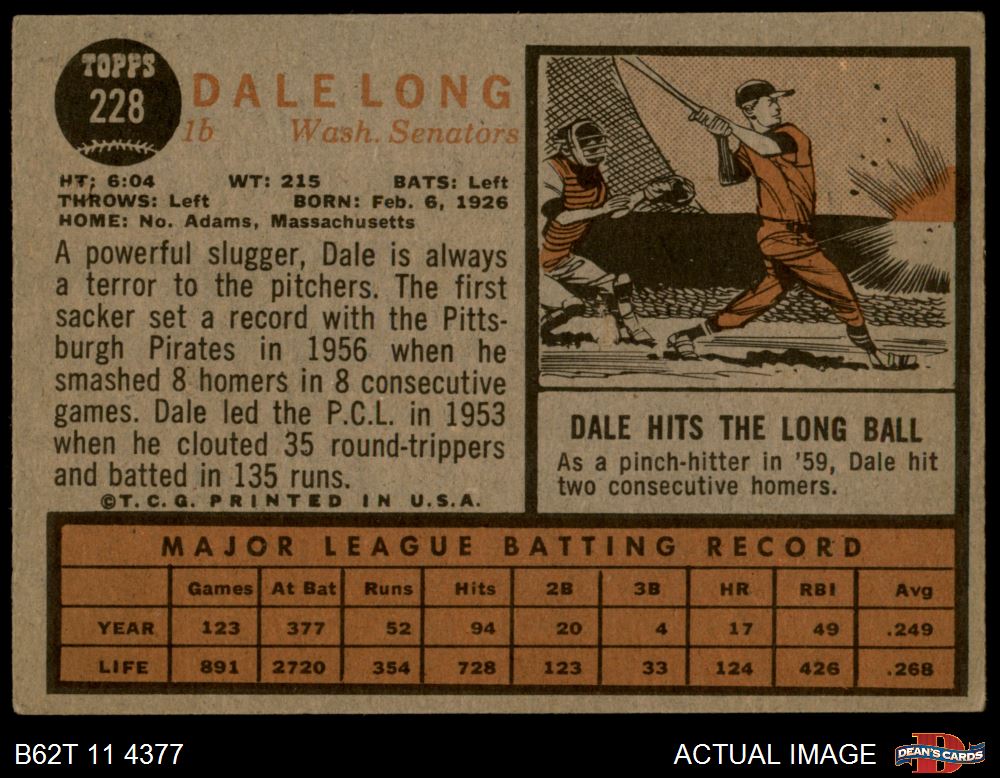 TOPPS
228
DALE LONG
1b Wash. Senators
HT: 6:04 WT: 215 BATS: Left
THROWS: Left BORN: Feb. 6, 1926
HOME: No. Adams, Massachusetts
A powerful slugger, Dale is always
a terror to the pitchers. The first
sacker set a record with the Pitts-
burgh Pirates in 1956 when he
smashed 8 homers in 8 consecutive
games. Dale led the P.C.L. in 1953
when he clouted 35 round-trippers
and batted in 135 runs.
©T.C.G. PRINTED IN U.S.A.
DALE HITS THE LONG BALL
As a pinch-hitter in '59, Dale hit
two consecutive homers.
MAJOR LEAGUE BATTING RECORD
Games At Bat Runs Hits 2B 3B HR RBI Avg
YEAR 123 377 52 94 20 4 17 49 .249
LIFE 891 2720 354 728 123 33 124 426 .268
B62T 11 4377
ACTUAL IMAGE
D
DEAN'S CARDS